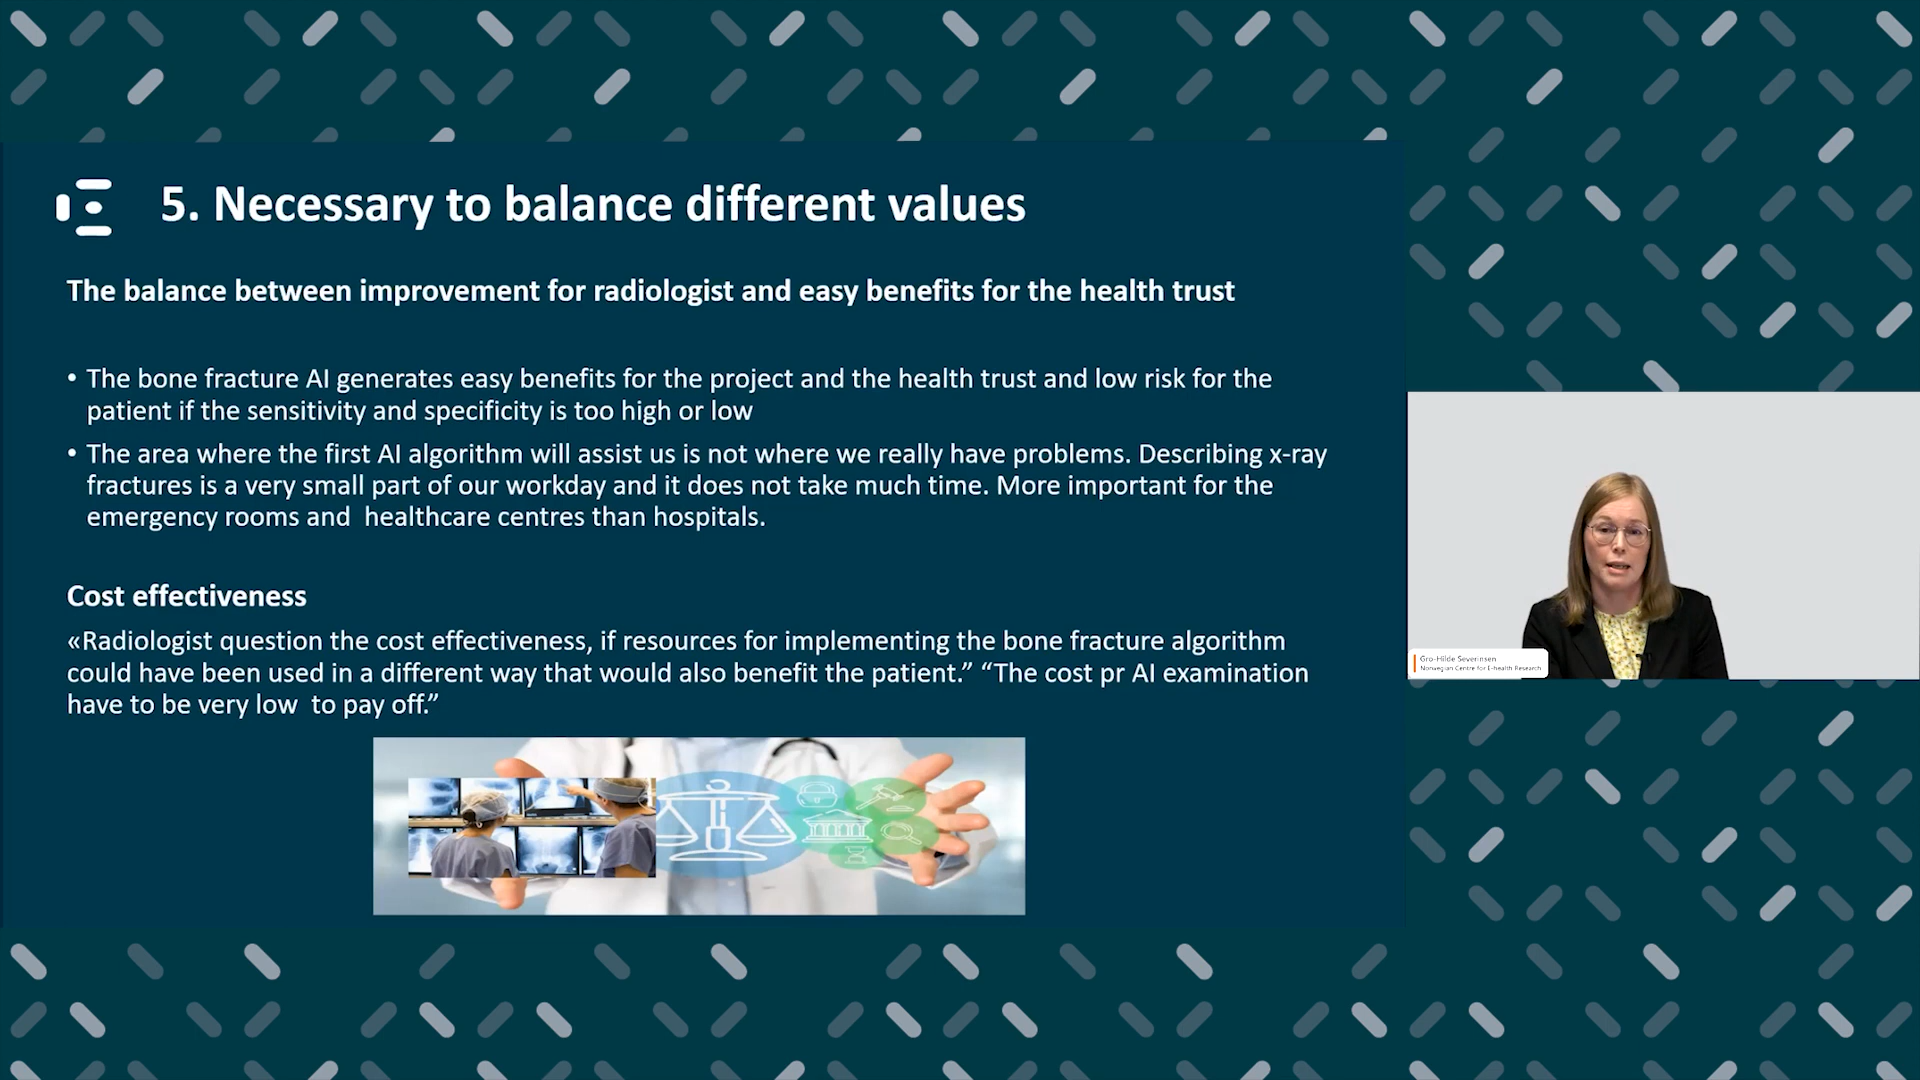 5. Necessary to balance different values
The balance between improvement for radiologist and easy benefits for the health trust
• The bone fracture AI generates easy benefits for the project and the health trust and low risk for the
patient if the sensitivity and specificity is too high or low
• The area where the first AI algorithm will assist us is not where we really have problems. Describing x-ray
fractures is a very small part of our workday and it does not take much time. More important for the
emergency rooms and  healthcare centres than hospitals.
Cost effectiveness
«Radiologist question the cost effectiveness, if resources for implementing the bone fracture algorithm
could have been used in a different way that would also benefit the patient.” “The cost pr AI examination
have to be very low  to pay off.”
Gro-Hilde Severinsen
Norwegian Centre for E-health Research